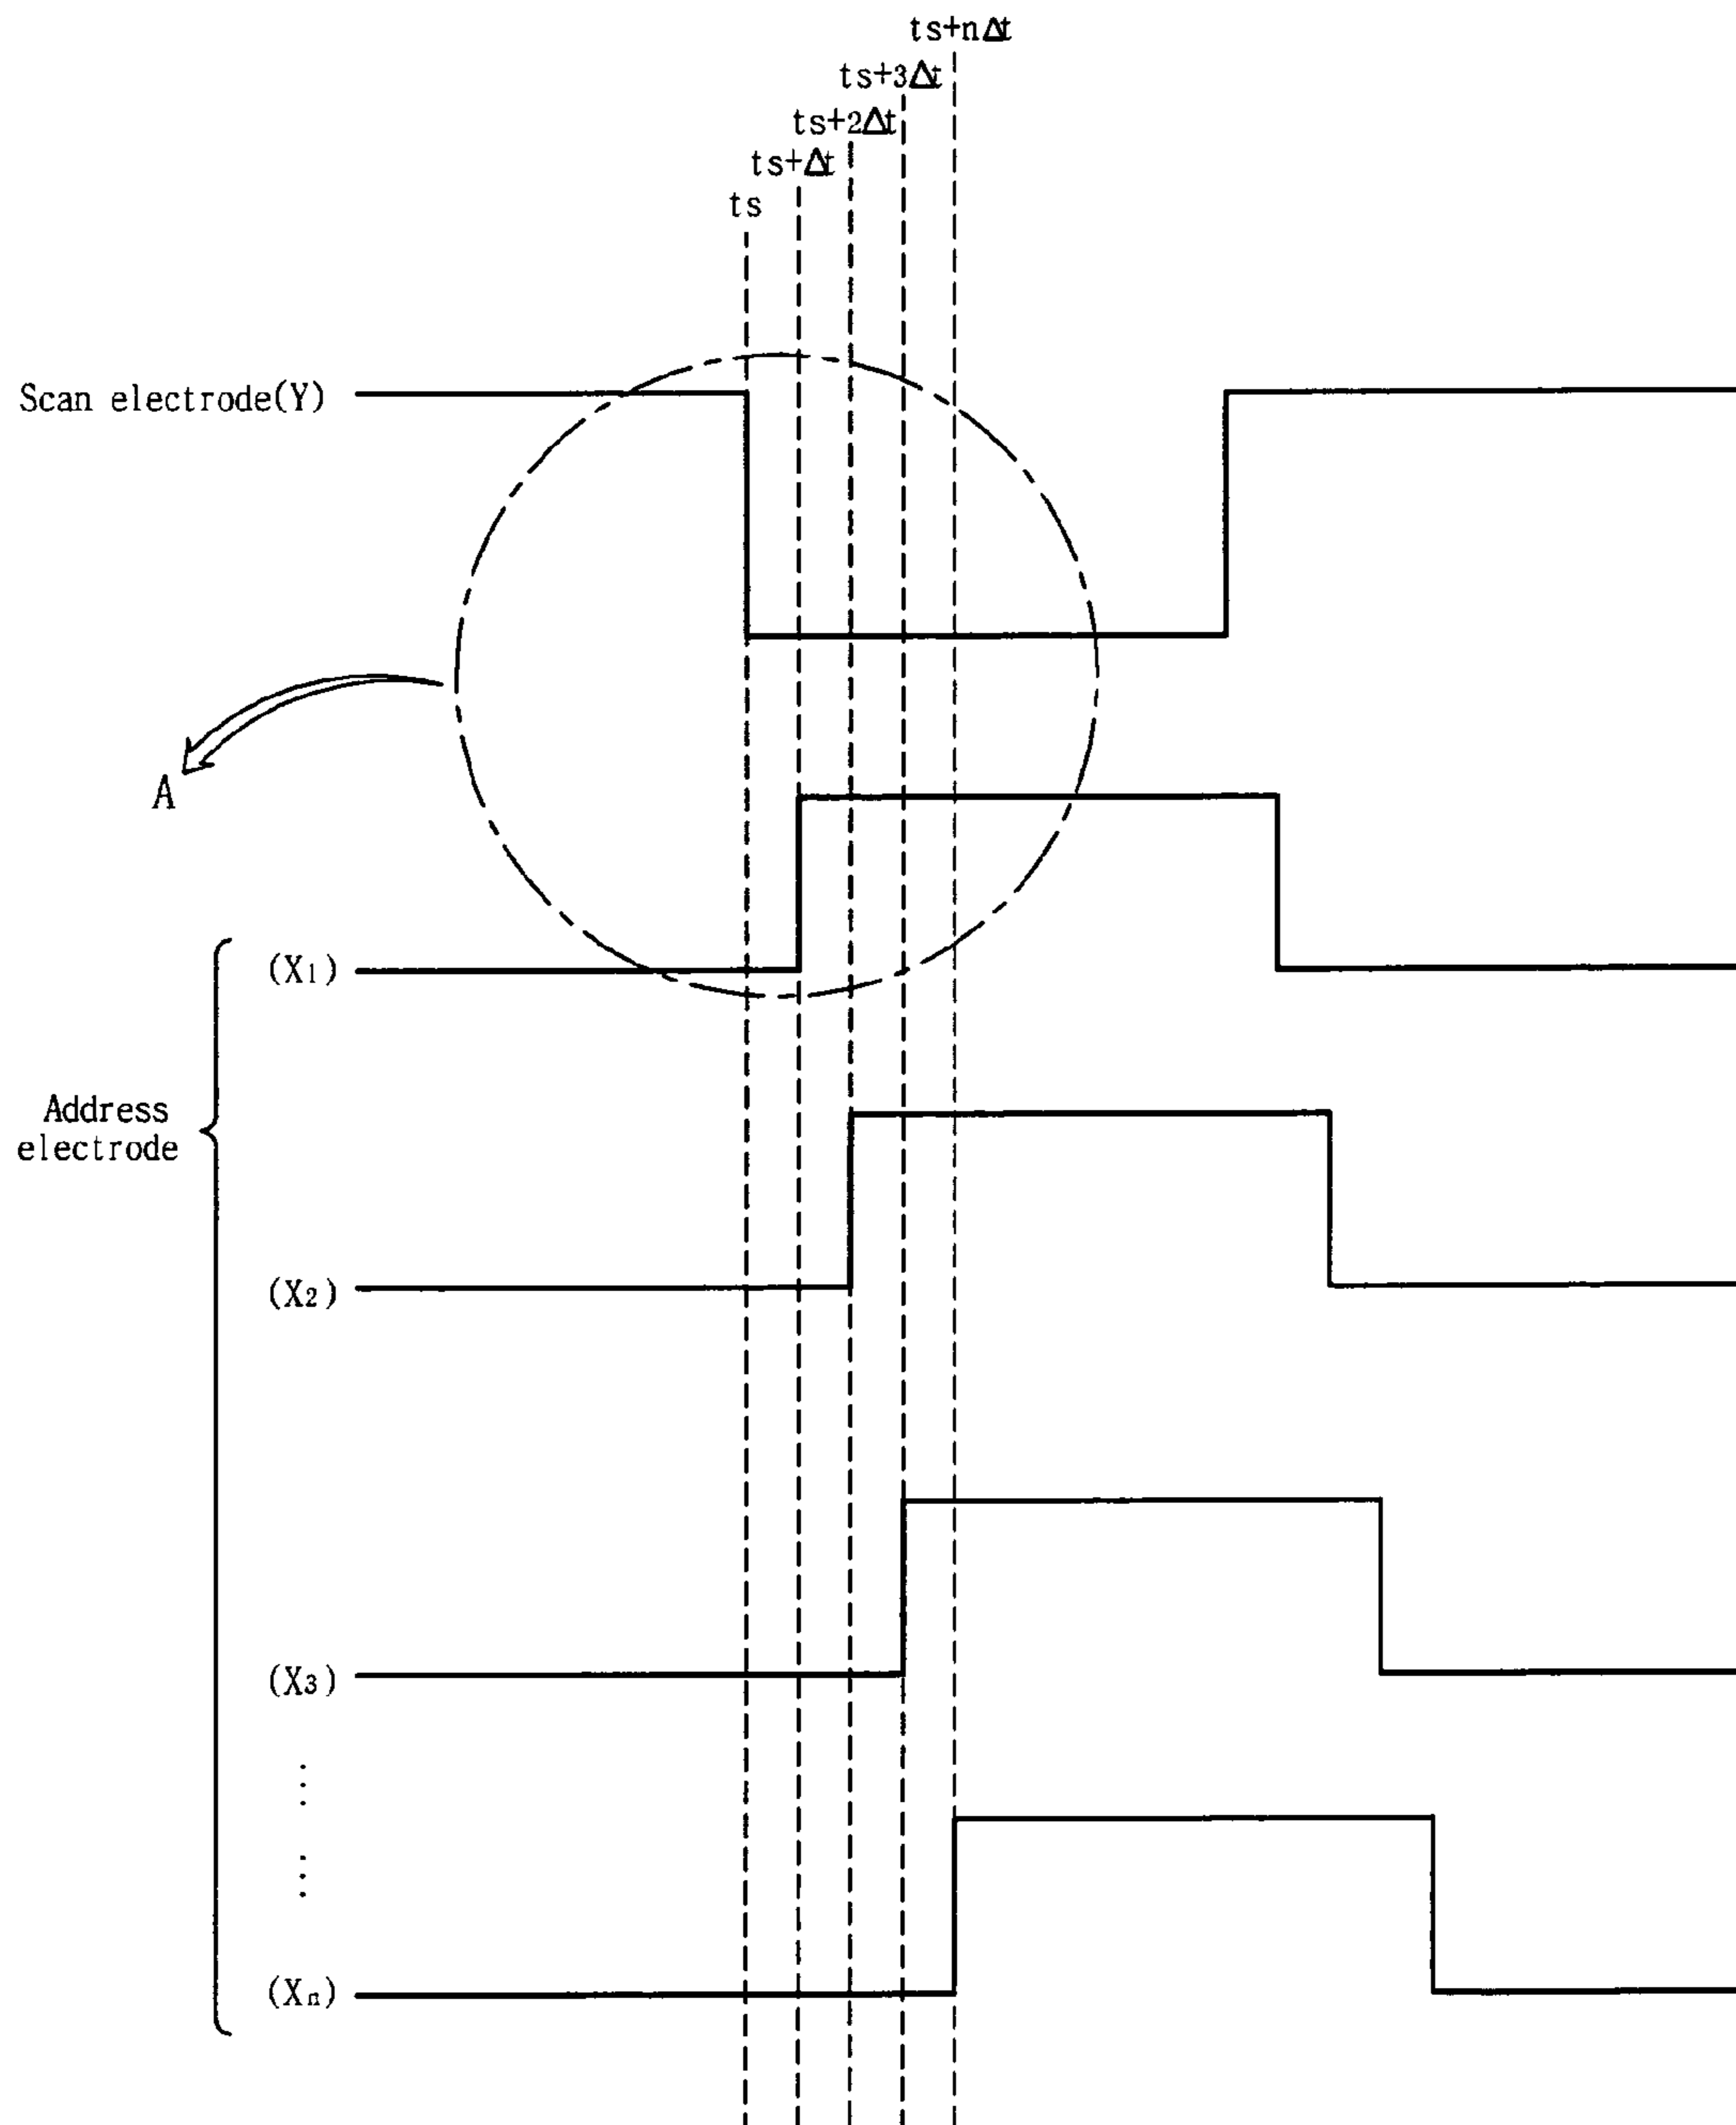 ts+nΔt
ts+3Δt
ts+2Δt
ts+Δt
ts
Scan electrode(Y)
A
(X1)
Address
electrode
(X2)
(X3)
(Xn)